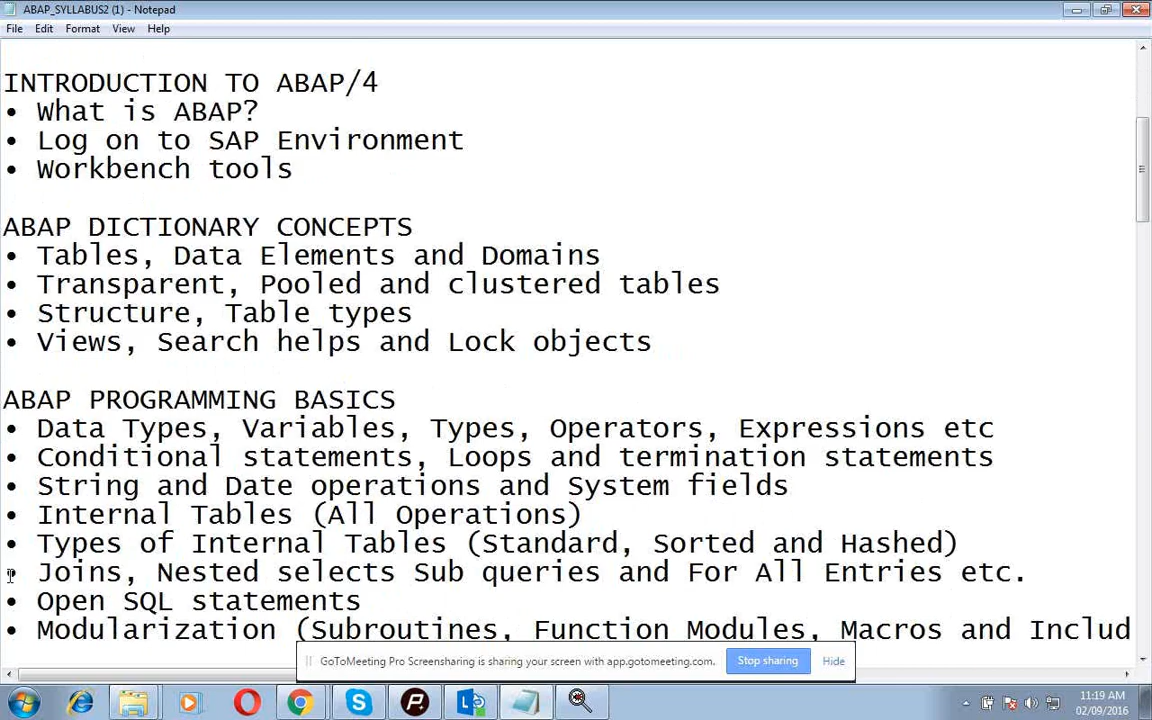 ABAP_SYLLABUS2 (1) - Notepad
File Edit Format View Help
INTRODUCTION TO ABAP/4
• What is ABAP?
• Log on to SAP Environment
• Workbench tools
ABAP DICTIONARY CONCEPTS
• Tables, Data Elements and Domains
• Transparent, Pooled and clustered tables
• Structure, Table types
• Views, Search helps and Lock objects
ABAP PROGRAMMING BASICS
• Data Types, Variables, Types, Operators, Expressions etc
• Conditional statements, Loops and termination statements
• String and Date operations and System fields
• Internal Tables (All Operations)
• Types of Internal Tables (Standard, Sorted and Hashed)
• Joins, Nested selects Sub queries and For All Entries etc.
• Open SQL statements
• Modularization (Subroutines, Function Modules, Macros and Includ
GoToMeeting Pro Screensharing is sharing your screen with app.gotomeeting.com. Stop sharing Hide
11:19 AM
02/09/2016